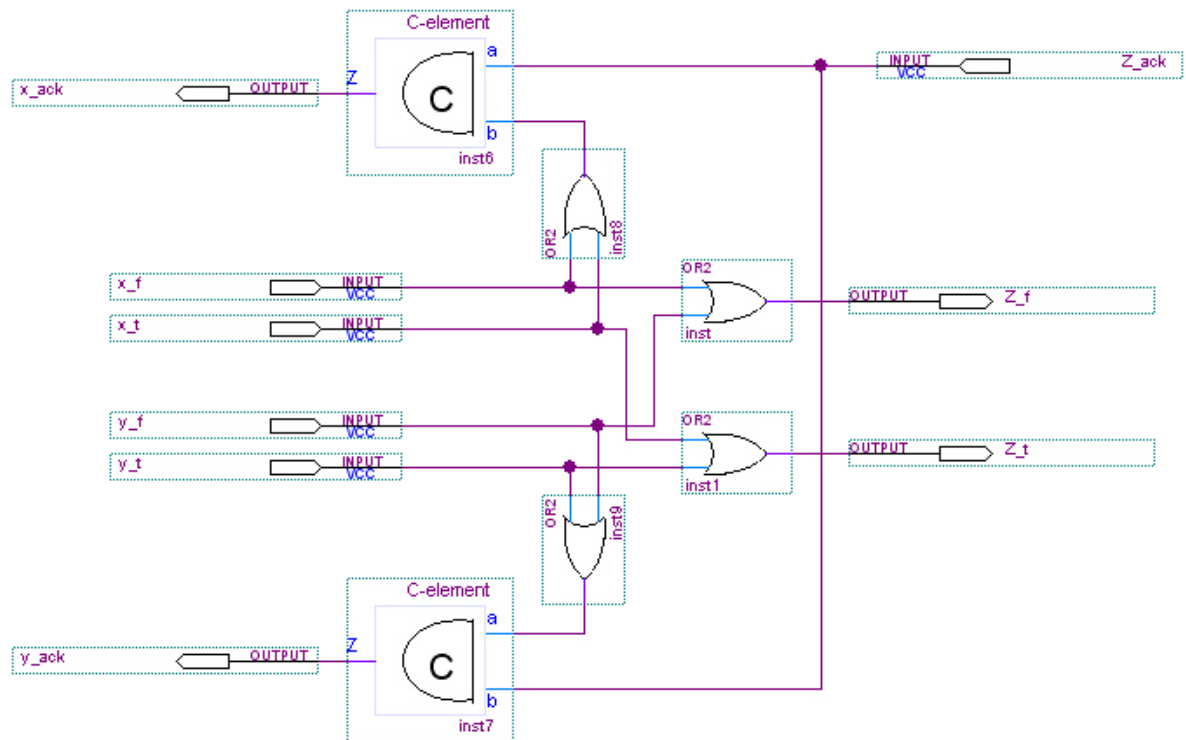 C-element
a
Z
C
b
inst6
x_ack
OUTPUT
INPUT
VCC
Z_ack
OR2
inst8
x_f
INPUT
VCC
OR2
inst
OUTPUT
Z_f
x_t
INPUT
VCC
y_f
INPUT
VCC
OR2
inst1
OUTPUT
Z_t
y_t
INPUT
VCC
OR2
inst9
C-element
a
Z
C
b
inst7
y_ack
OUTPUT